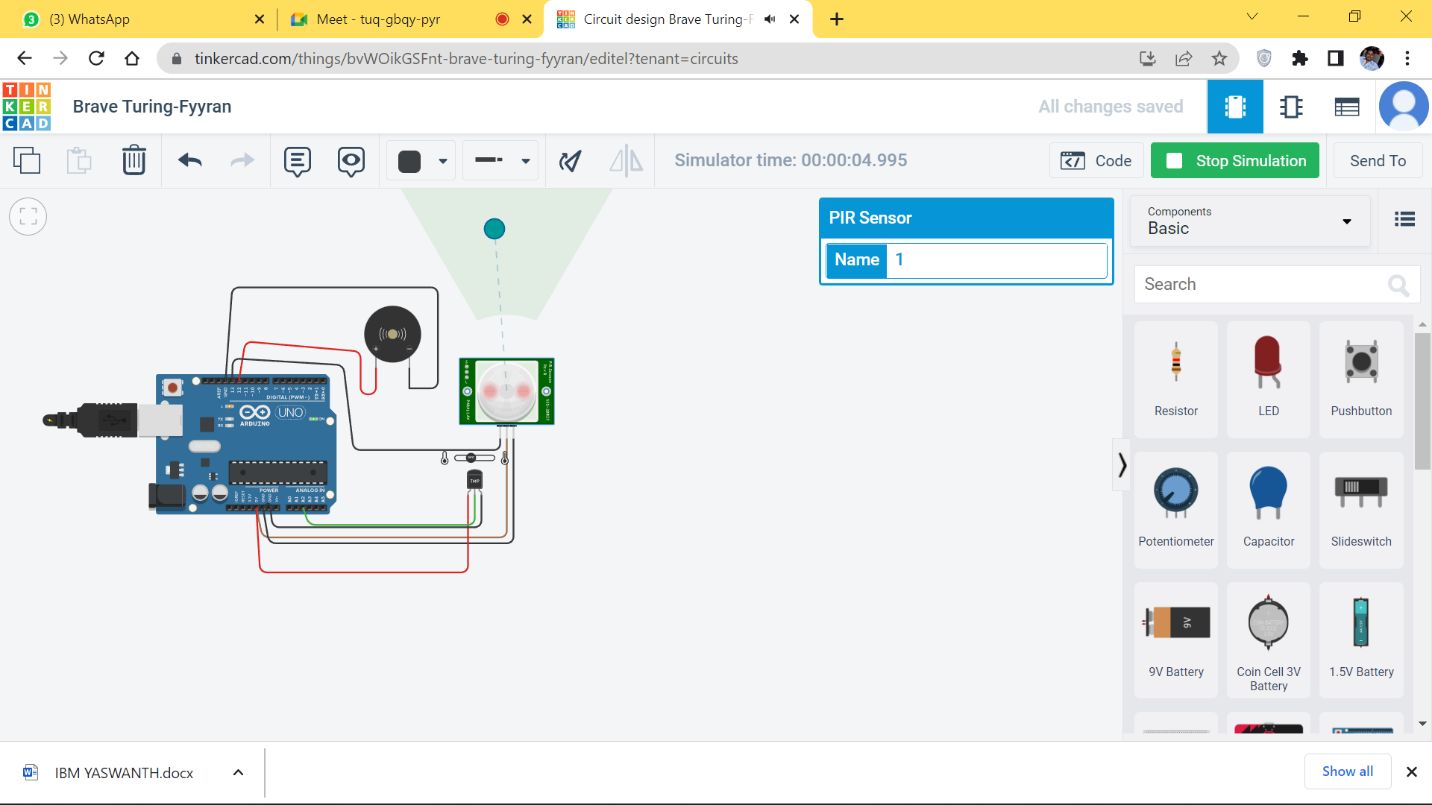 3 (3) WhatsApp
Meet - tuq-gbqy-pyr
Circuit design Brave Turing-F
tinkercad.com/things/bvWOikGSFnt-brave-turing-fyyran/editel?tenant=circuits
TIN
KER
CAD
Brave Turing-Fyyran
All changes saved
Simulator time: 00:00:04.995
Code
Stop Simulation
Send To
PIR Sensor
Name 1
Components
Basic
Search
Resistor
LED
Pushbutton
Potentiometer
Capacitor
Slideswitch
9V
9V Battery
Coin Cell 3V
Battery
1.5V Battery
DIGITAL (PWM~)
UNO
ARDUINO
POWER
ANALOG IN
TMP
IBM YASWANTH.docx
Show all